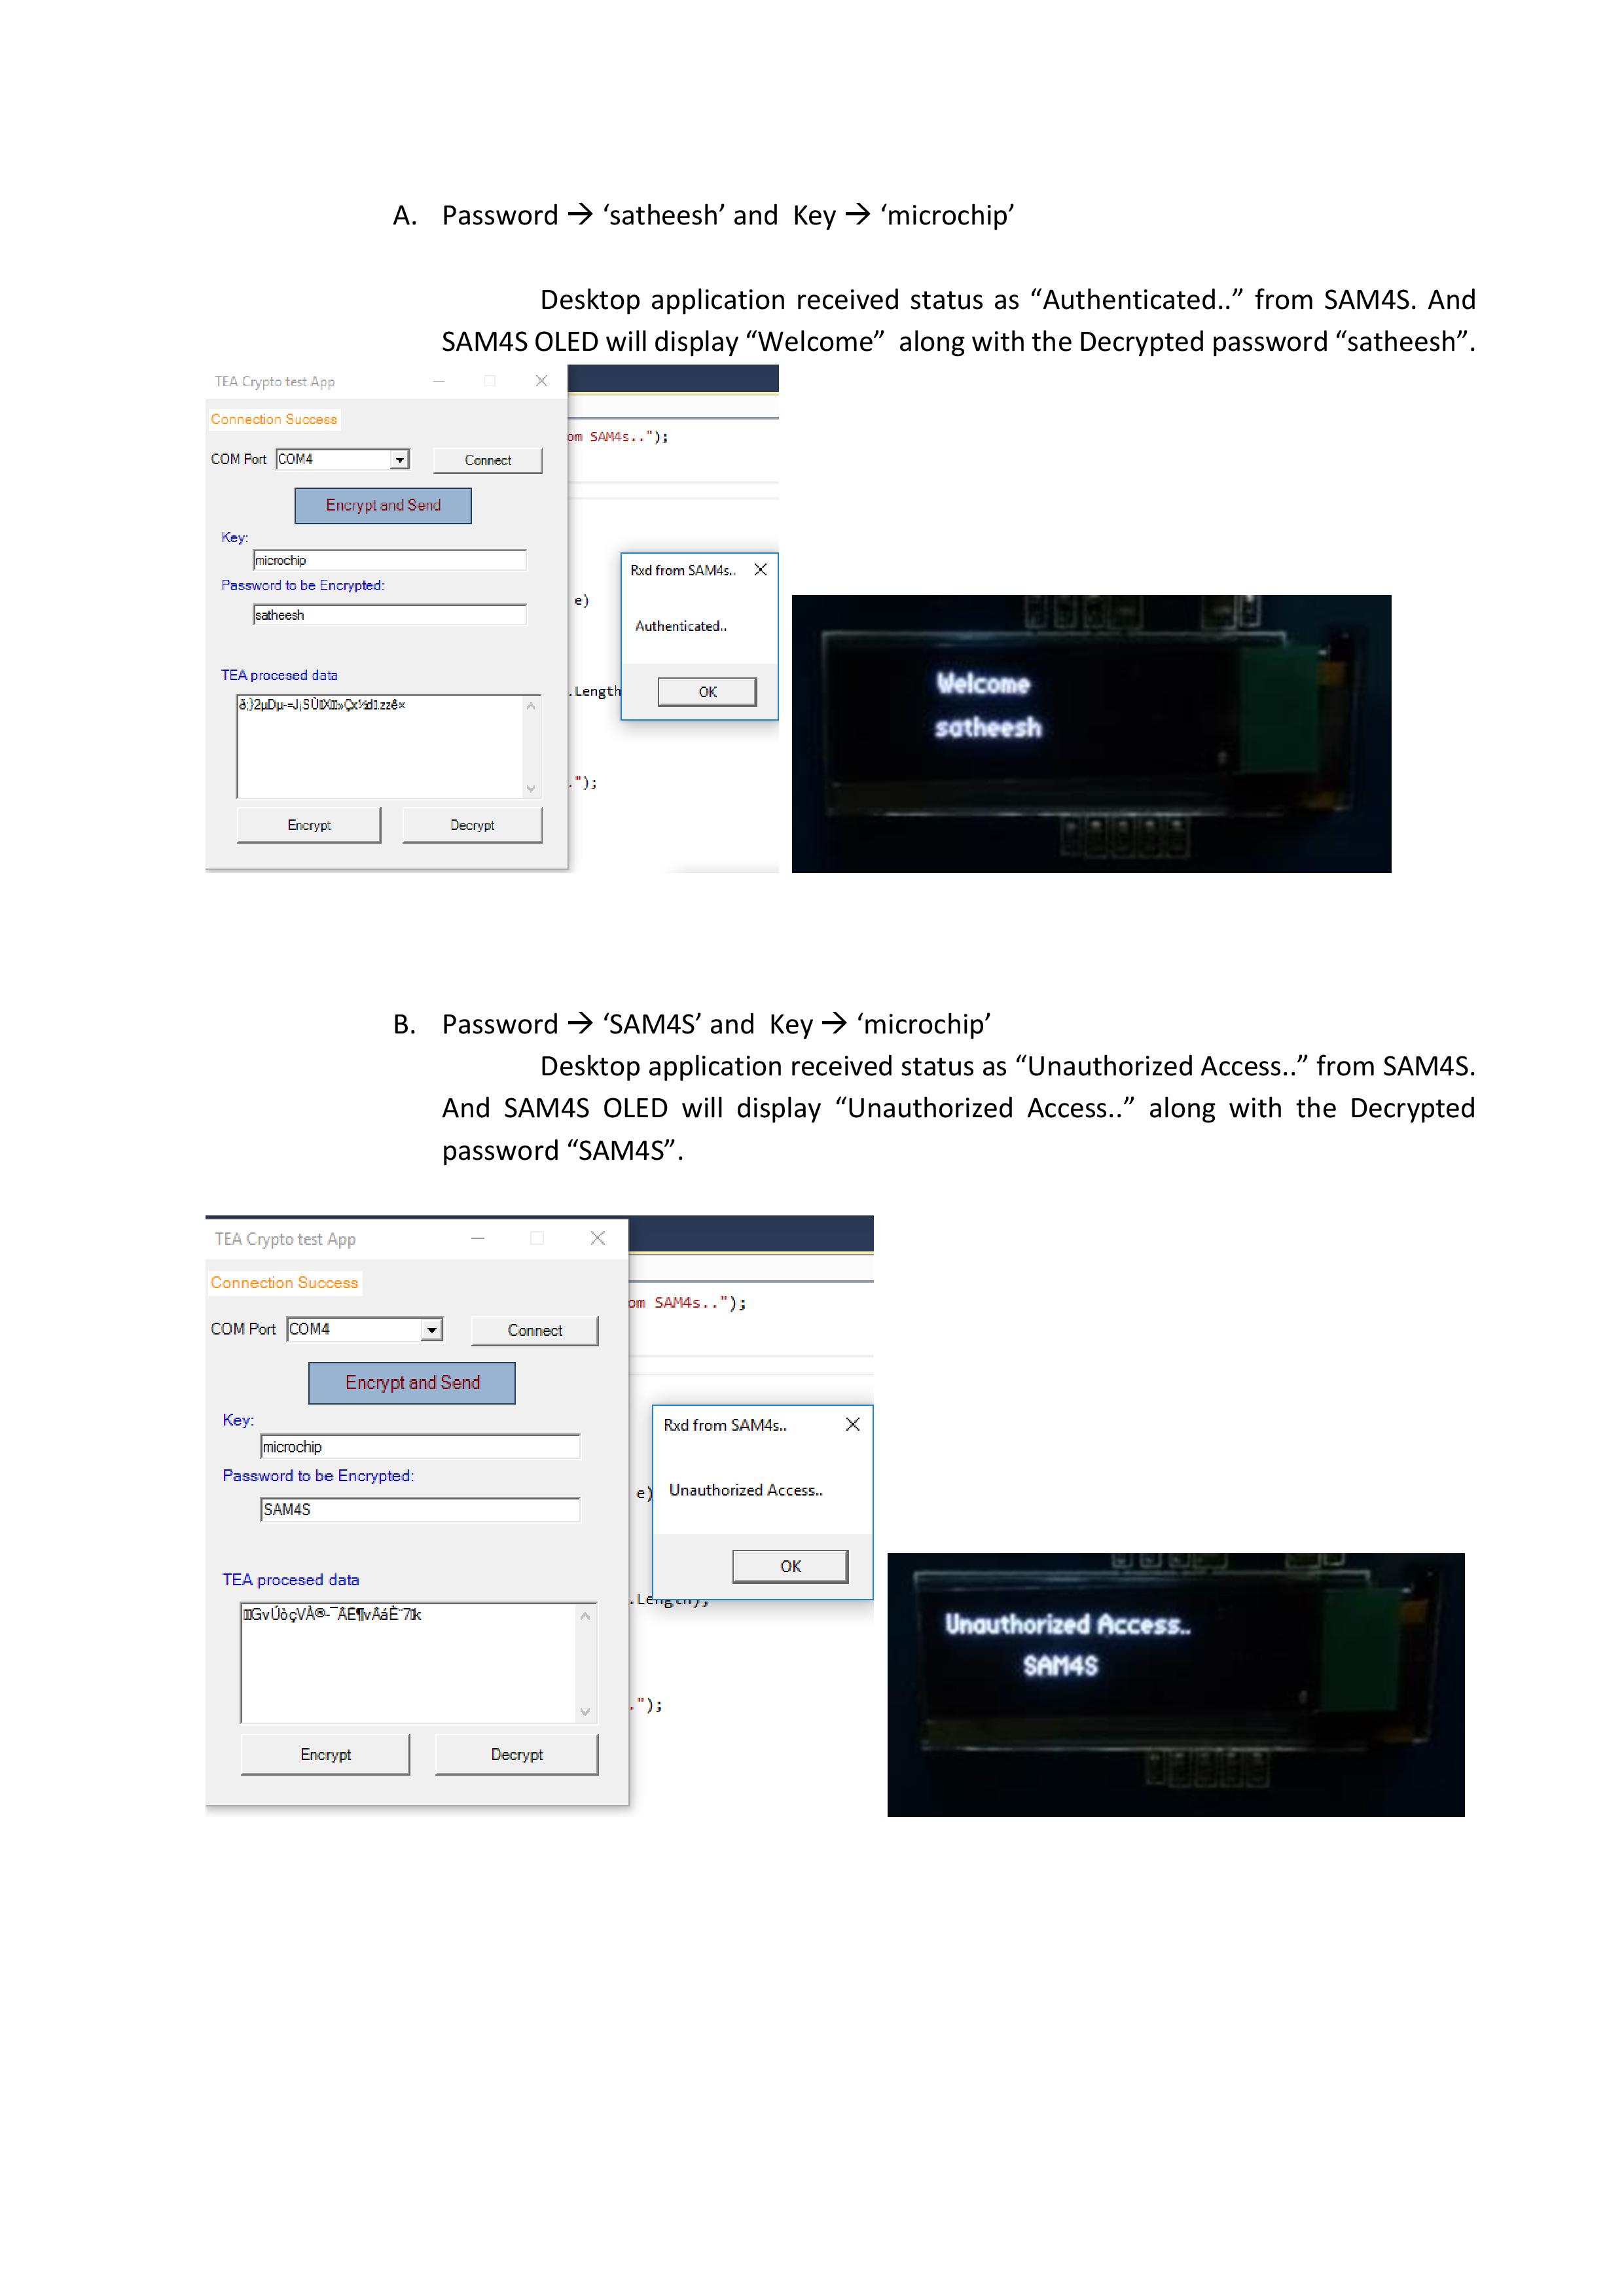 A. Password → ‘satheesh’ and Key → ‘microchip’
Desktop application received status as “Authenticated..” from SAM4S. And
SAM4S OLED will display “Welcome” along with the Decrypted password “satheesh”.
TEA Crypto test App
Connection Success
om SAM4s..");
COM Port COM4 Connect
Encrypt and Send
Key:
microchip
Rxd from SAM4s..
Password to be Encrypted:
e)
satheesh
Authenticated..
TEA procesed data
.Length
OK
Welcome
satheesh
.");
Encrypt Decrypt
B. Password → ‘SAM4S’ and Key → ‘microchip’
Desktop application received status as “Unauthorized Access..” from SAM4S.
And SAM4S OLED will display “Unauthorized Access..” along with the Decrypted
password “SAM4S”.
TEA Crypto test App
Connection Success
om SAM4s..");
COM Port COM4 Connect
Encrypt and Send
Key:
microchip
Rxd from SAM4s..
Password to be Encrypted:
e)
SAM4S
Unauthorized Access..
TEA procesed data
OK
.Length);
Unauthorized Access..
SAM4S
.");
Encrypt Decrypt